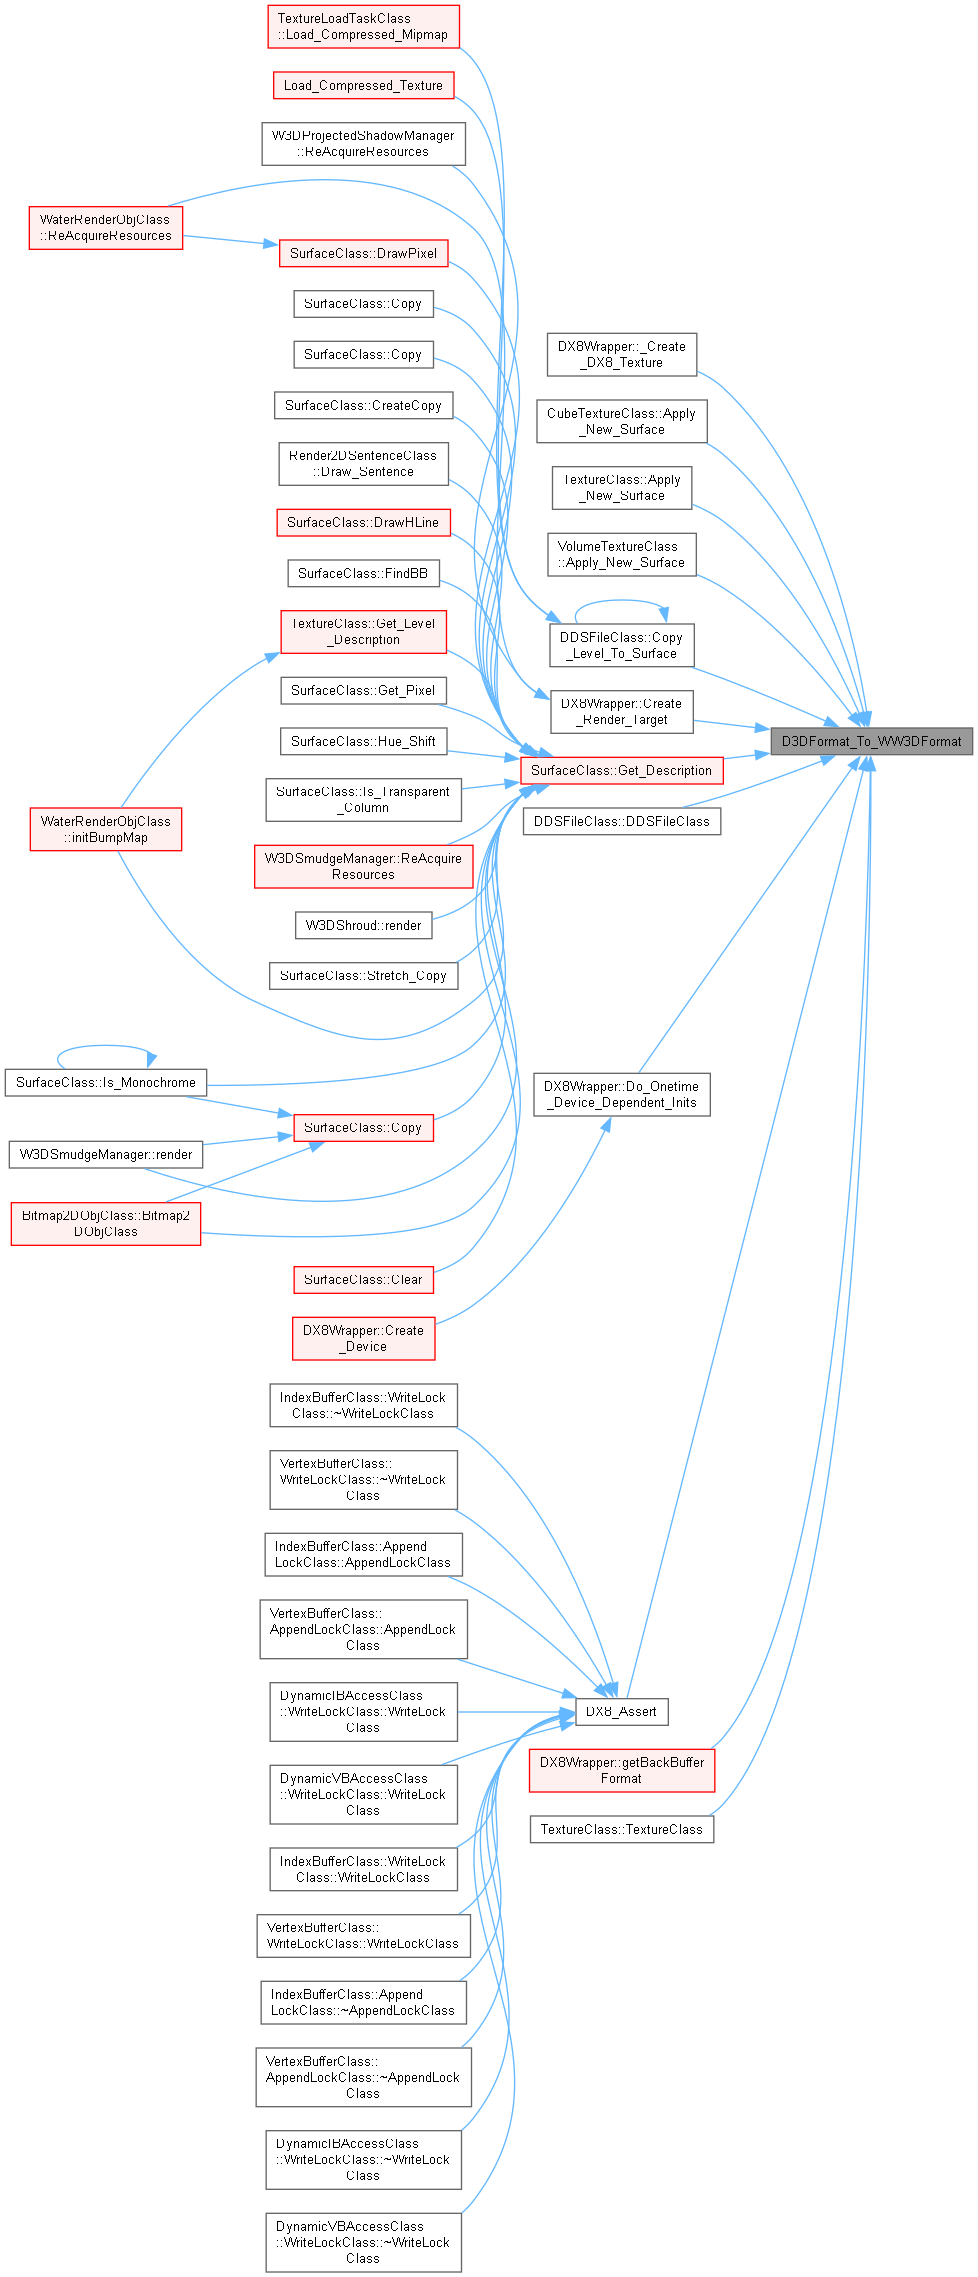 TextureLoadTaskClass
::Load_Compressed_Mipmap
Load_Compressed_Texture
W3DProjectedShadowManager
::ReAcquireResources
WaterRenderObjClass
::ReAcquireResources
SurfaceClass::DrawPixel
SurfaceClass::Copy
SurfaceClass::Copy
SurfaceClass::CreateCopy
Render2DSentenceClass
::Draw_Sentence
SurfaceClass::DrawHLine
SurfaceClass::FindBB
TextureClass::Get_Level
_Description
SurfaceClass::Get_Pixel
SurfaceClass::Hue_Shift
SurfaceClass::Is_Transparent
_Column
WaterRenderObjClass
::initBumpMap
W3DSmudgeManager::ReAcquire
Resources
W3DShroud::render
SurfaceClass::Stretch_Copy
SurfaceClass::Is_Monochrome
SurfaceClass::Copy
W3DSmudgeManager::render
Bitmap2DObjClass::Bitmap2
DObjClass
SurfaceClass::Clear
DX8Wrapper::Create
_Device
DX8Wrapper::_Create
_DX8_Texture
CubeTextureClass::Apply
_New_Surface
TextureClass::Apply
_New_Surface
VolumeTextureClass
::Apply_New_Surface
DDSFileClass::Copy
_Level_To_Surface
DX8Wrapper::Create
_Render_Target
D3DFormat_To_WW3DFormat
SurfaceClass::Get_Description
DDSFileClass::DDSFileClass
DX8Wrapper::Do_Onetime
_Device_Dependent_Inits
IndexBufferClass::WriteLock
Class::~WriteLockClass
VertexBufferClass::
WriteLockClass::~WriteLock
Class
IndexBufferClass::Append
LockClass::AppendLockClass
VertexBufferClass::
AppendLockClass::AppendLock
Class
DynamicIBAccessClass
::WriteLockClass::WriteLock
Class
DX8_Assert
DX8Wrapper::getBackBuffer
Format
DynamicVBAccessClass
::WriteLockClass::WriteLock
Class
TextureClass::TextureClass
IndexBufferClass::WriteLock
Class::WriteLockClass
VertexBufferClass::
WriteLockClass::WriteLockClass
IndexBufferClass::Append
LockClass::~AppendLockClass
VertexBufferClass::
AppendLockClass::~AppendLock
Class
DynamicIBAccessClass
::WriteLockClass::~WriteLock
Class
DynamicVBAccessClass
::WriteLockClass::~WriteLock
Class